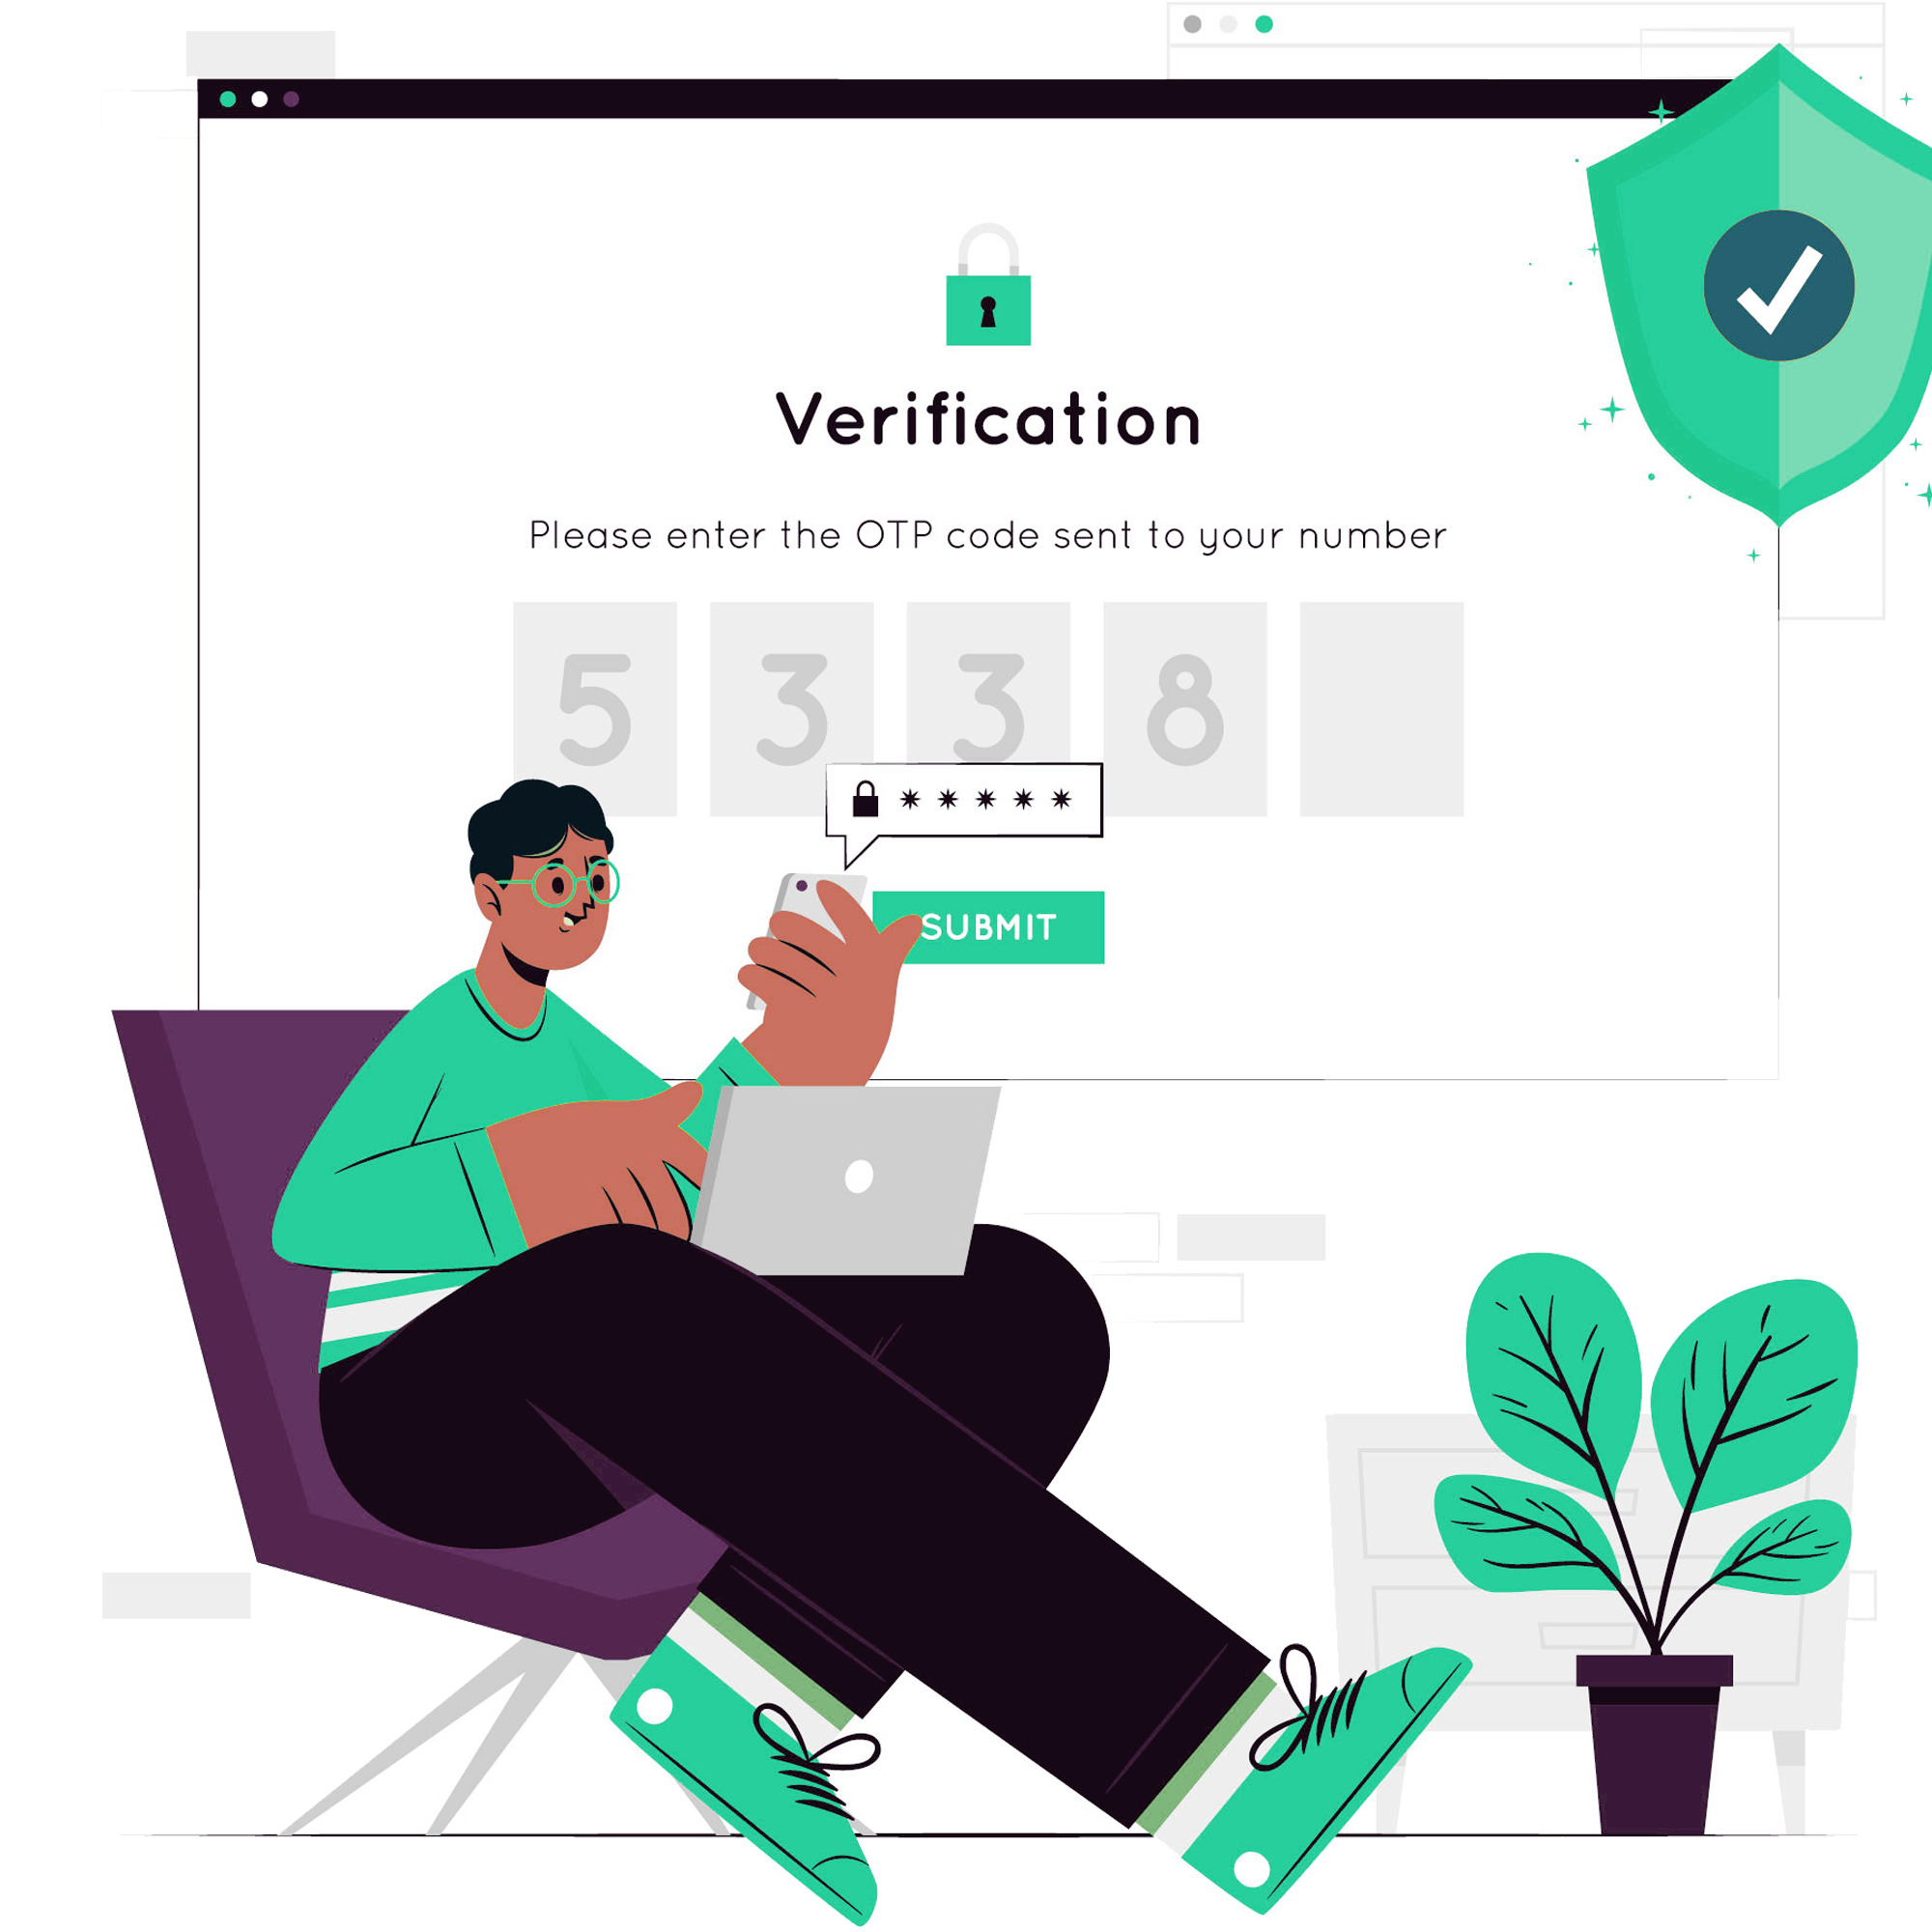 Verification
Please enter the OTP code sent to your number
5 3 3 8
* * * * *
SUBMIT